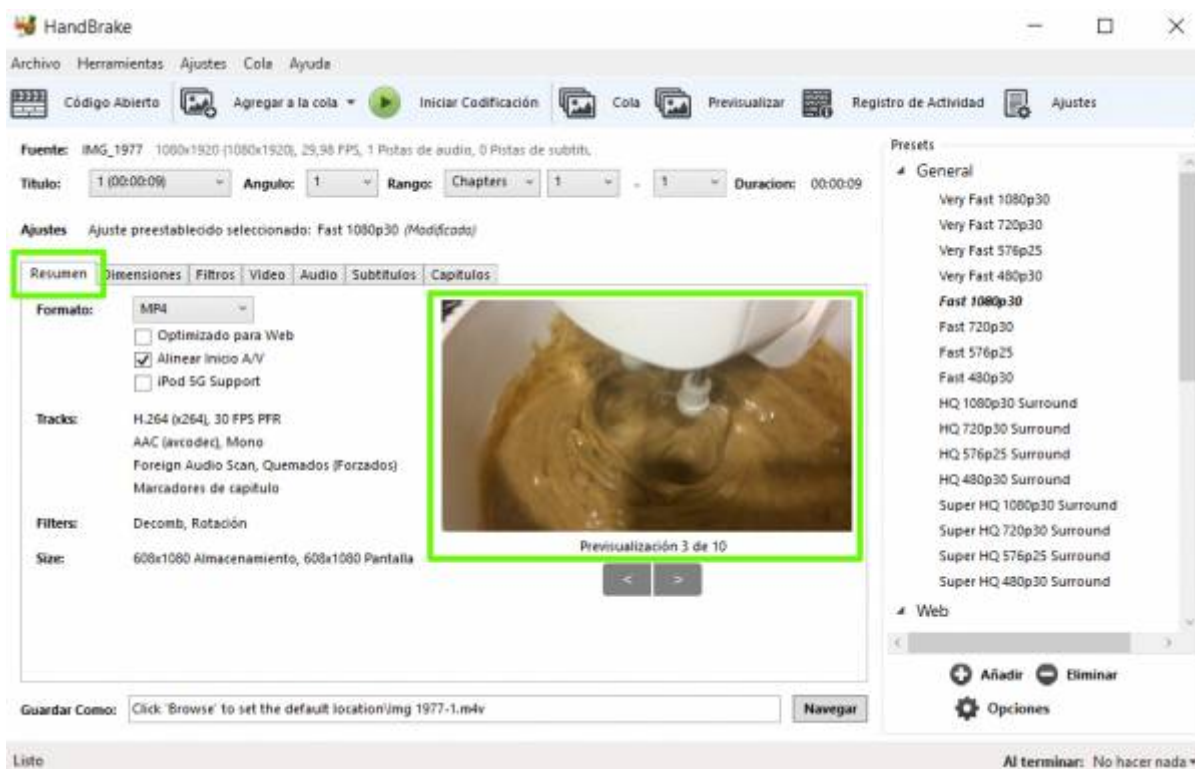 HandBrake
Archivo Herramientas Ajustes Cola Ayuda
Código Abierto Agregar a la cola Iniciar Codificación Cola Previsualizar Registro de Actividad Ajustes
Fuente: IMG_1977 1080x1920 (1080x1920), 29,98 FPS, 1 Pistas de audio, 0 Pistas de subtit.
Titulo: 1 (00:00:09) Angulo: 1 Rango: Chapters 1 - 1 Duracion: 00:00:09
Ajustes Ajuste preestablecido seleccionado: Fast 1080p30 (Modificado)
Resumen Dimensiones Filtros Video Audio Subtitulos Capitulos
Formato: MP4
Optimizado para Web
Alinear Inicio A/V
iPod 5G Support
Tracks: H.264 (x264), 30 FPS PFR
AAC (avcodec), Mono
Foreign Audio Scan, Quemados (Forzados)
Marcadores de capitulo
Filters: Decomb, Rotación
Size: 608x1080 Almacenamiento, 608x1080 Pantalla
Previsualización 3 de 10
< >
Guardar Como: Click 'Browse' to set the default location\img 1977-1.m4v Navegar
Presets
General
Very Fast 1080p30
Very Fast 720p30
Very Fast 576p25
Very Fast 480p30
Fast 1080p30
Fast 720p30
Fast 576p25
Fast 480p30
HQ 1080p30 Surround
HQ 720p30 Surround
HQ 576p25 Surround
HQ 480p30 Surround
Super HQ 1080p30 Surround
Super HQ 720p30 Surround
Super HQ 576p25 Surround
Super HQ 480p30 Surround
Web
Añadir Eliminar
Opciones
Listo Al terminar: No hacer nada